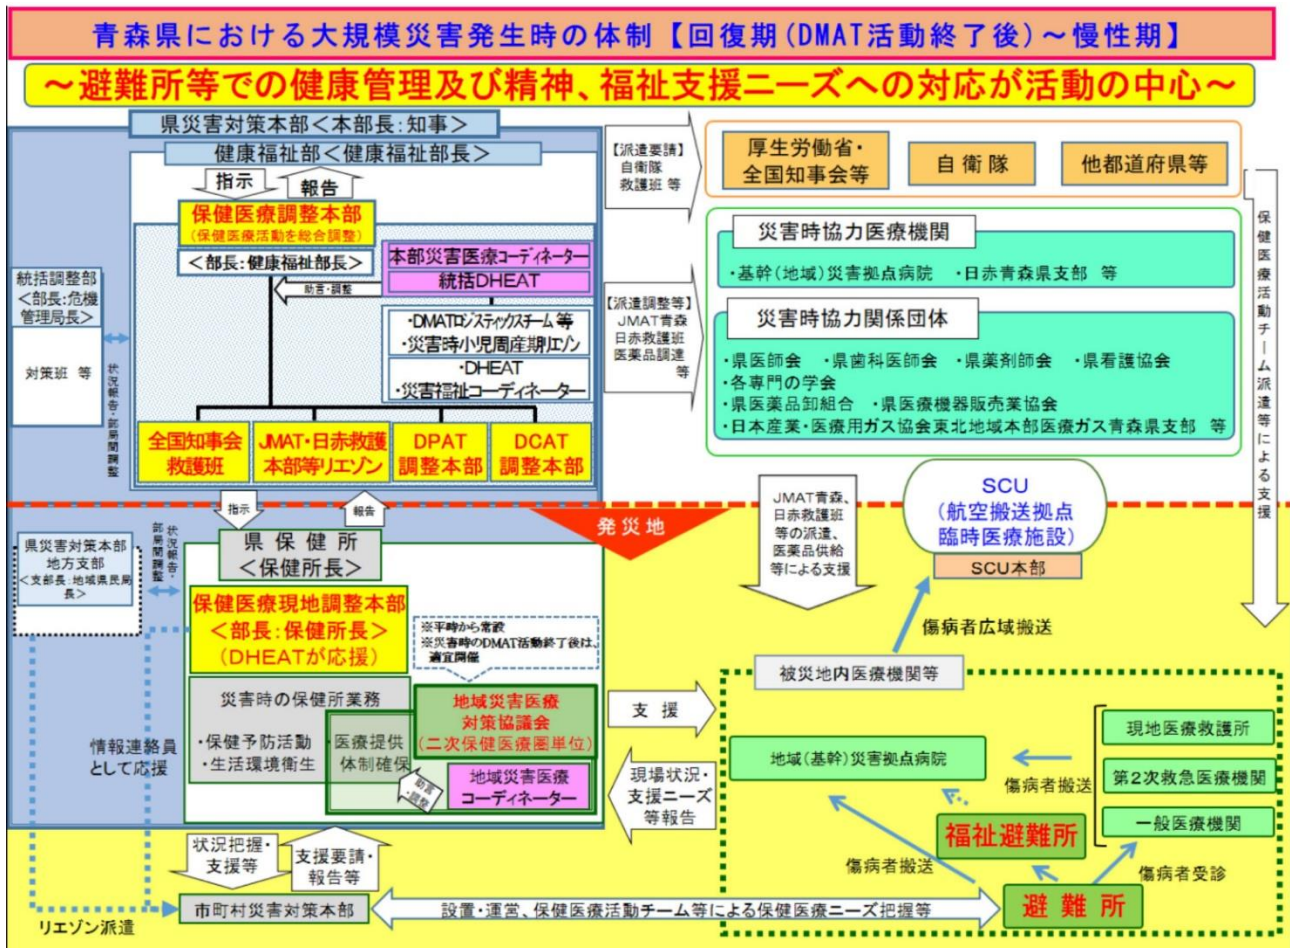 青森県における大規模災害発生時の体制【回復期(DMAT活動終了後)～慢性期】
～避難所等での健康管理及び精神、福祉支援ニーズへの対応が活動の中心～
県災害対策本部<本部長:知事>
健康福祉部<健康福祉部長>
指示
報告
保健医療調整本部
(保健医療活動を総合調整)
<部長:健康福祉部長>
本部災害医療コーディネーター
統括DHEAT
助言・調整
・DMATロジスティックスチーム等
・災害時小児周産期リエゾン
・DHEAT
・災害福祉コーディネーター
統括調整部
<部長:危機
管理局長>
対策班 等
状況報告・部局間調整
全国知事会
救護班
JMAT・日赤救護
本部等リエゾン
DPAT
調整本部
DCAT
調整本部
【派遣要請】
自衛隊
救護班 等
厚生労働省・
全国知事会等
自衛隊
他都道府県等
【派遣調整等】
JMAT青森
日赤救護班
医薬品調達
等
災害時協力医療機関
・基幹(地域)災害拠点病院 ・日赤青森県支部 等
災害時協力関係団体
・県医師会 ・県歯科医師会 ・県薬剤師会 ・県看護協会
・各専門の学会
・県医薬品卸組合 ・県医療機器販売業協会
・日本産業・医療用ガス協会東北地域本部医療ガス青森県支部 等
保健医療活動チーム派遣等による支援
指示
報告
発災地
JMAT青森、
日赤救護班
等の派遣、
医薬品供給
等による支援
SCU
(航空搬送拠点
臨時医療施設)
SCU本部
県災害対策本部
地方支部
<支部長:地域県民局
長>
状況報告・
部局間調整
県保健所
<保健所長>
保健医療現地調整本部
<部長:保健所長>
(DHEATが応援)
※平時から常設
※災害時のDMAT活動終了後は、
適宜開催
災害時の保健所業務
・保健予防活動
・生活環境衛生
・医療提供
体制確保
地域災害医療
対策協議会
(二次保健医療圏単位)
助言
・調整
地域災害医療
コーディネーター
情報連絡員
として応援
支援
現場状況・
支援ニーズ
等報告
傷病者広域搬送
被災地内医療機関等
地域(基幹)災害拠点病院
現地医療救護所
第2次救急医療機関
一般医療機関
傷病者搬送
福祉避難所
傷病者搬送
傷病者受診
避難所
状況把握・
支援等
支援要請・
報告等
市町村災害対策本部
設置・運営、保健医療活動チーム等による保健医療ニーズ把握等
リエゾン派遣